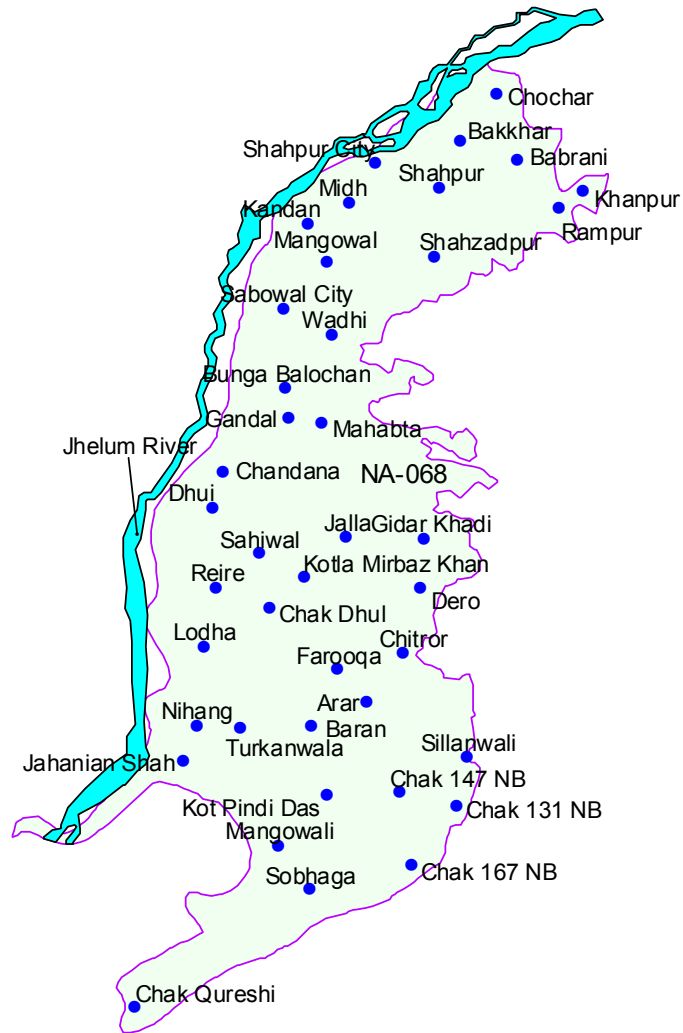 Chochar
Bakkhar
Shahpur City
Babrani
Shahpur
Midh
Khanpur
Kandan
Rampur
Mangowal
Shahzadpur
Sabowal City
Wadhi
Bunga Balochan
Gandal
Mahabta
Jhelum River
Chandana
NA-068
Dhui
Jalla
Gidar Khadi
Sahiwal
Kotla Mirbaz Khan
Reire
Dero
Chak Dhul
Lodha
Chitror
Farooqa
Arar
Nihang
Baran
Turkanwala
Sillanwali
Jahanian Shah
Chak 147 NB
Kot Pindi Das
Chak 131 NB
Mangowali
Chak 167 NB
Sobhaga
Chak Qureshi